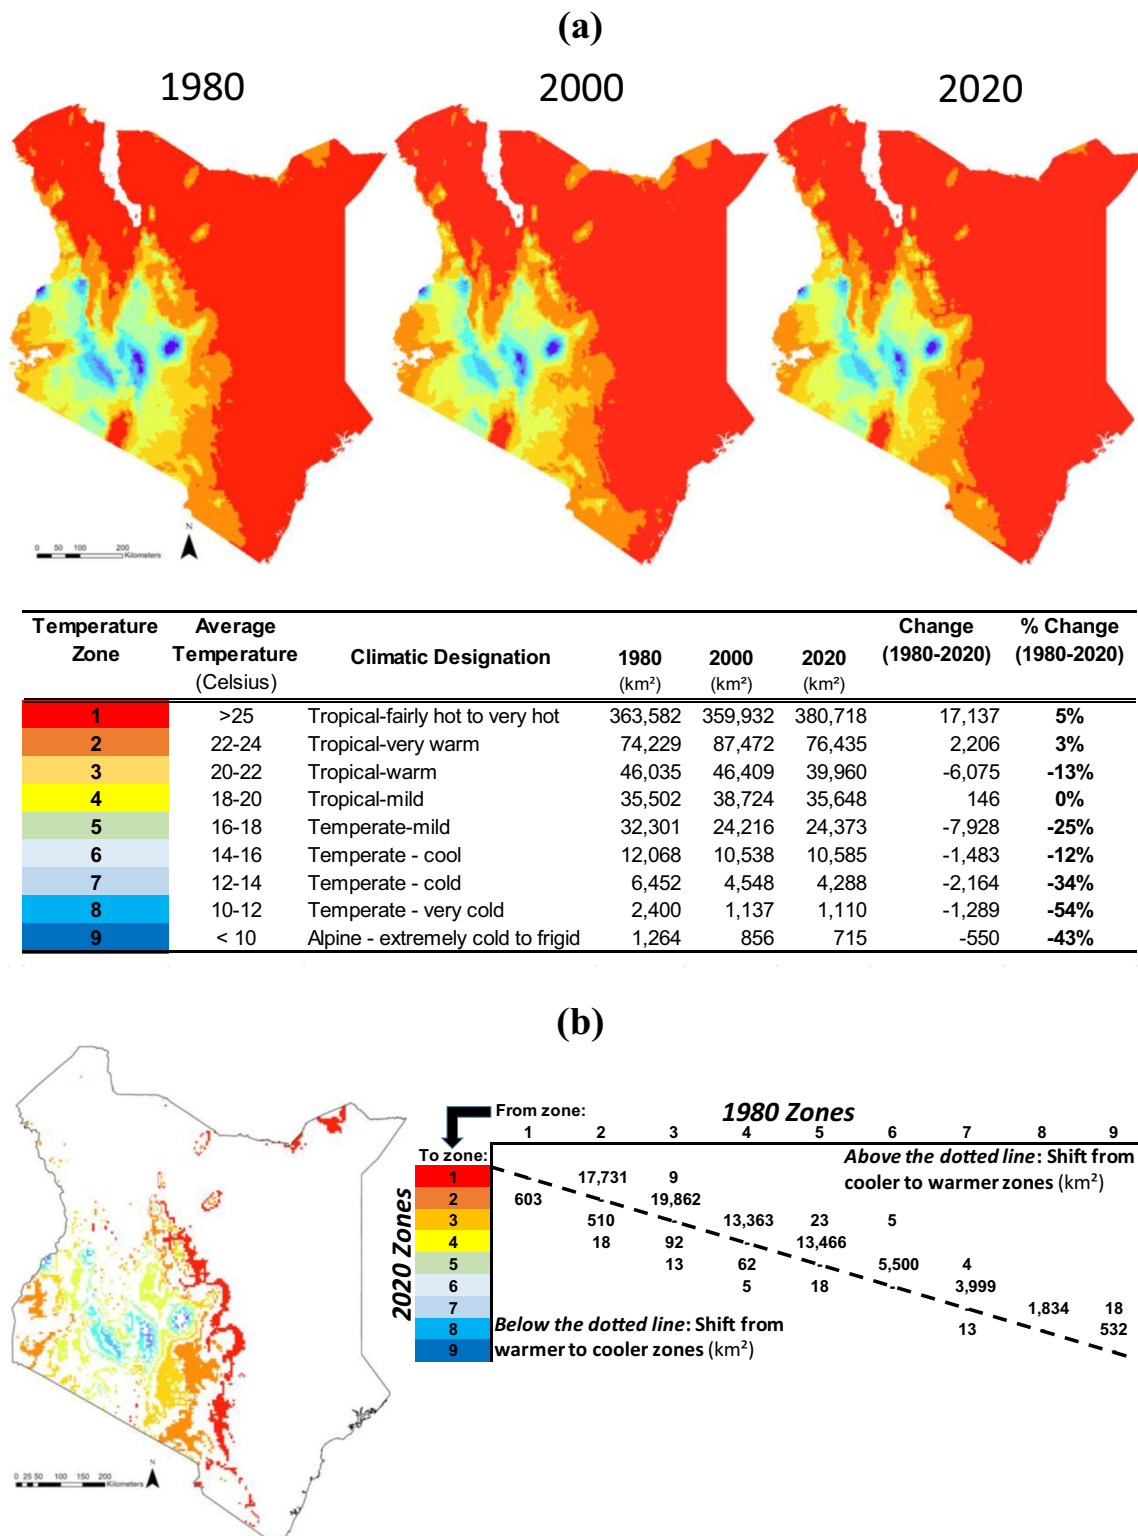 (a)
1980 2000 2020
N
0 50 100 200
Kilometers
Temperature Average Change % Change
Zone Temperature Climatic Designation 1980 2000 2020 (1980-2020) (1980-2020)
(Celsius) (km²) (km²) (km²)
1 >25 Tropical-fairly hot to very hot 363,582 359,932 380,718 17,137 5%
2 22-24 Tropical-very warm 74,229 87,472 76,435 2,206 3%
3 20-22 Tropical-warm 46,035 46,409 39,960 -6,075 -13%
4 18-20 Tropical-mild 35,502 38,724 35,648 146 0%
5 16-18 Temperate-mild 32,301 24,216 24,373 -7,928 -25%
6 14-16 Temperate - cool 12,068 10,538 10,585 -1,483 -12%
7 12-14 Temperate - cold 6,452 4,548 4,288 -2,164 -34%
8 10-12 Temperate - very cold 2,400 1,137 1,110 -1,289 -54%
9 < 10 Alpine - extremely cold to frigid 1,264 856 715 -550 -43%
(b)
From zone: 1980 Zones
1 2 3 4 5 6 7 8 9
To zone:
2020 Zones
1 17,731 9
2 603 - 19,862
3 510 - 13,363 23 5
4 18 92 - 13,466
5 13 62 - 5,500 4
6 5 18 - 3,999
7 - 1,834 18
8 13 532
9
Above the dotted line: Shift from
cooler to warmer zones (km²)
Below the dotted line: Shift from
warmer to cooler zones (km²)
N
0 25 50 100 150 200
Kilometers